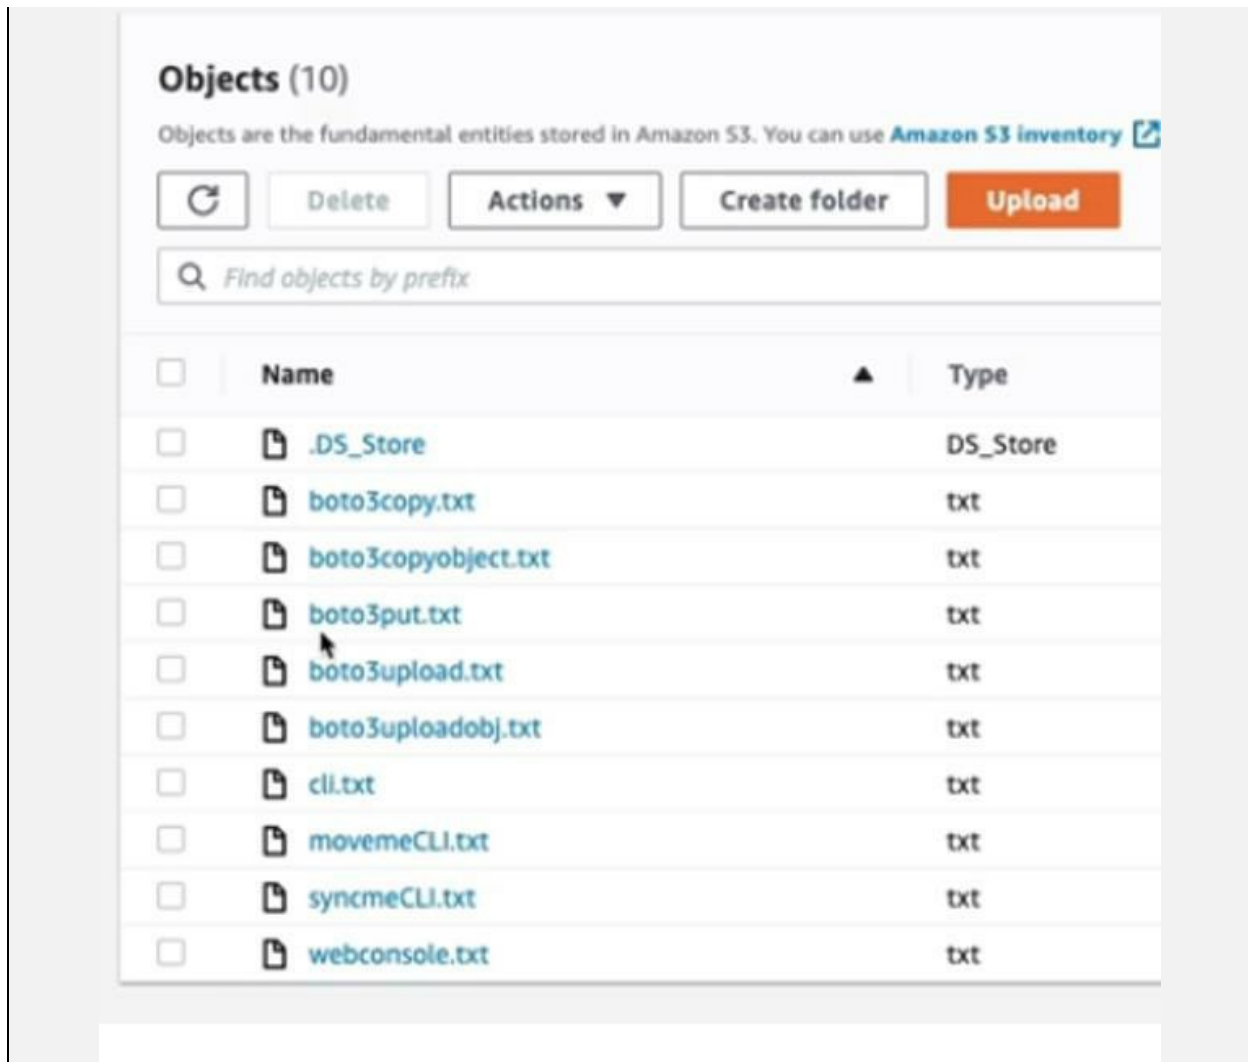 Objects (10)
Objects are the fundamental entities stored in Amazon S3. You can use Amazon S3 inventory
Delete Actions Create folder Upload
Find objects by prefix
Name Type
.DS_Store DS_Store
boto3copy.txt txt
boto3copyobject.txt txt
boto3put.txt txt
boto3upload.txt txt
boto3uploadobj.txt txt
cli.txt txt
movemeCLI.txt txt
syncmeCLI.txt txt
webconsole.txt txt